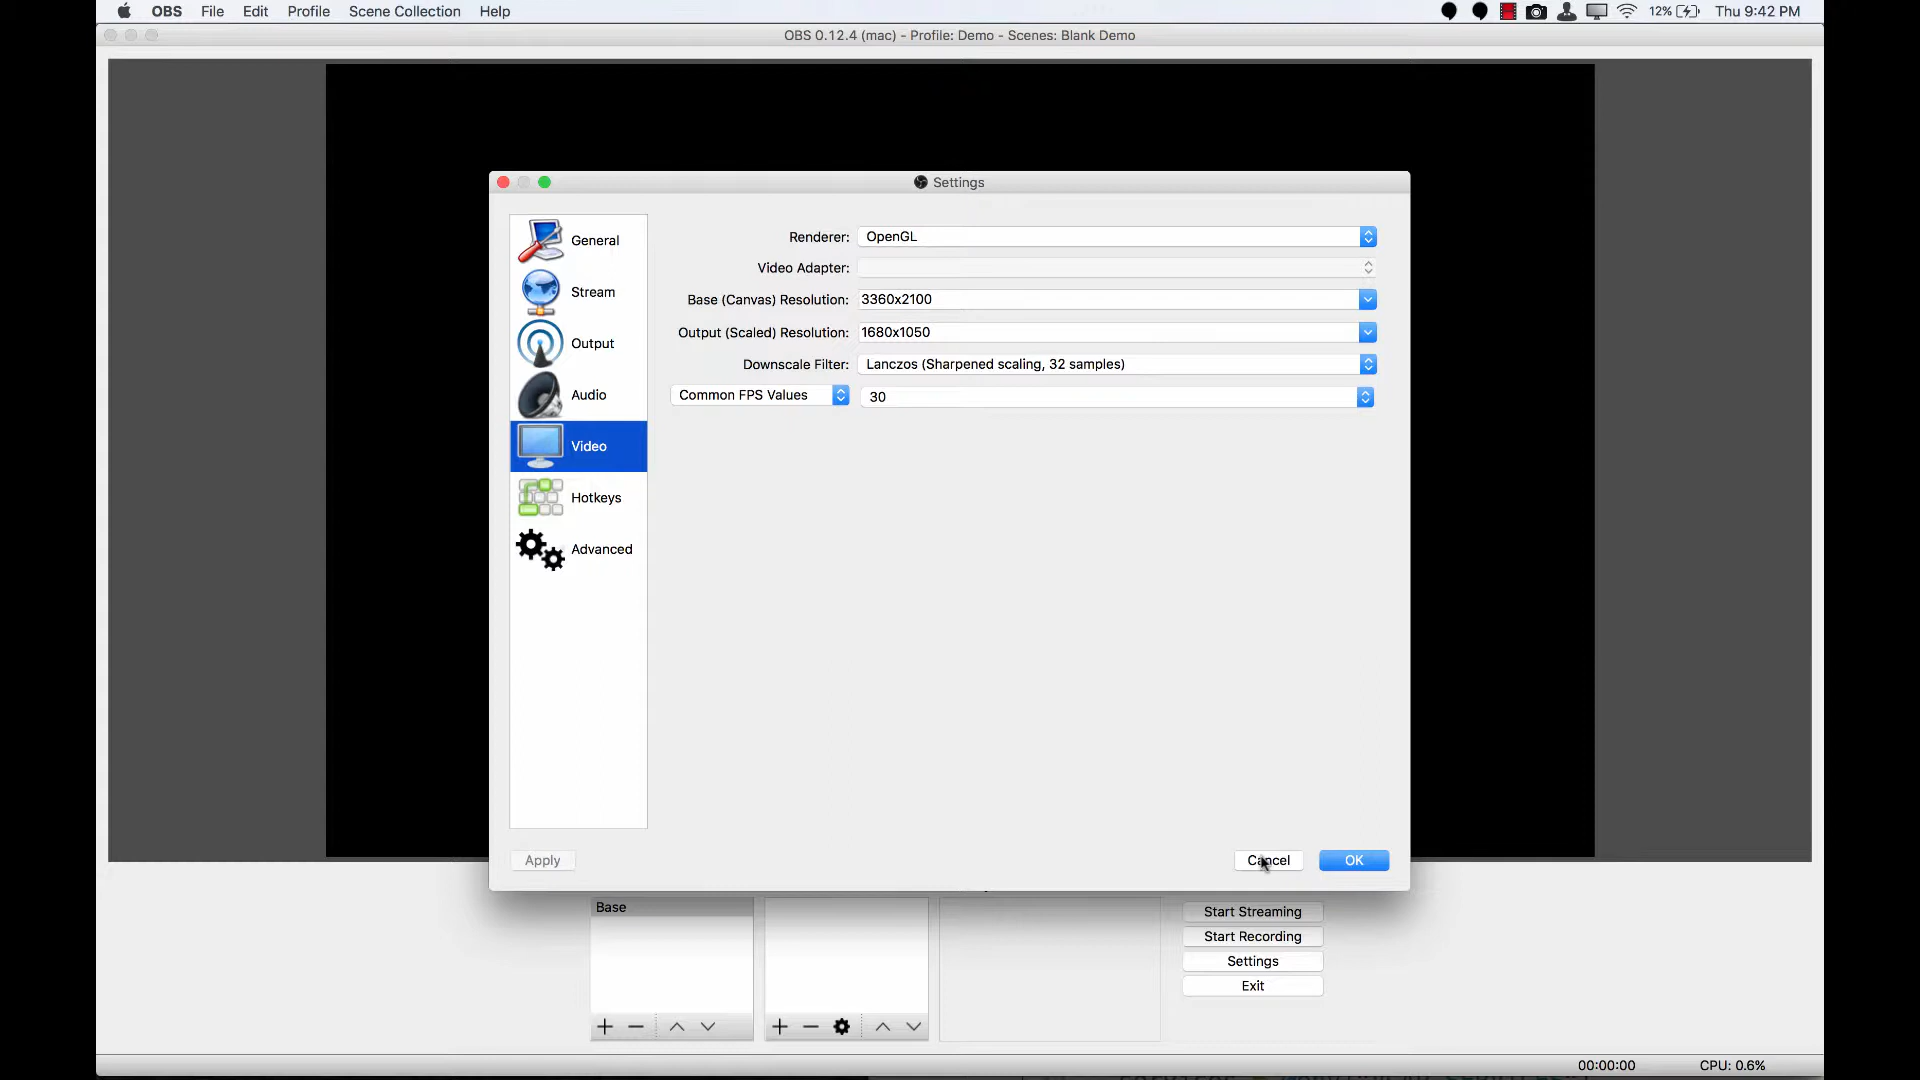 OBS File Edit Profile Scene Collection Help 12% Thu 9:42 PM
OBS 0.12.4 (mac) - Profile: Demo - Scenes: Blank Demo
Settings
General
Stream
Output
Audio
Video
Hotkeys
Advanced
Renderer: OpenGL
Video Adapter:
Base (Canvas) Resolution: 3360x2100
Output (Scaled) Resolution: 1680x1050
Downscale Filter: Lanczos (Sharpened scaling, 32 samples)
Common FPS Values 30
Apply Cancel OK
Base
Start Streaming
Start Recording
Settings
Exit
00:00:00 CPU: 0.6%